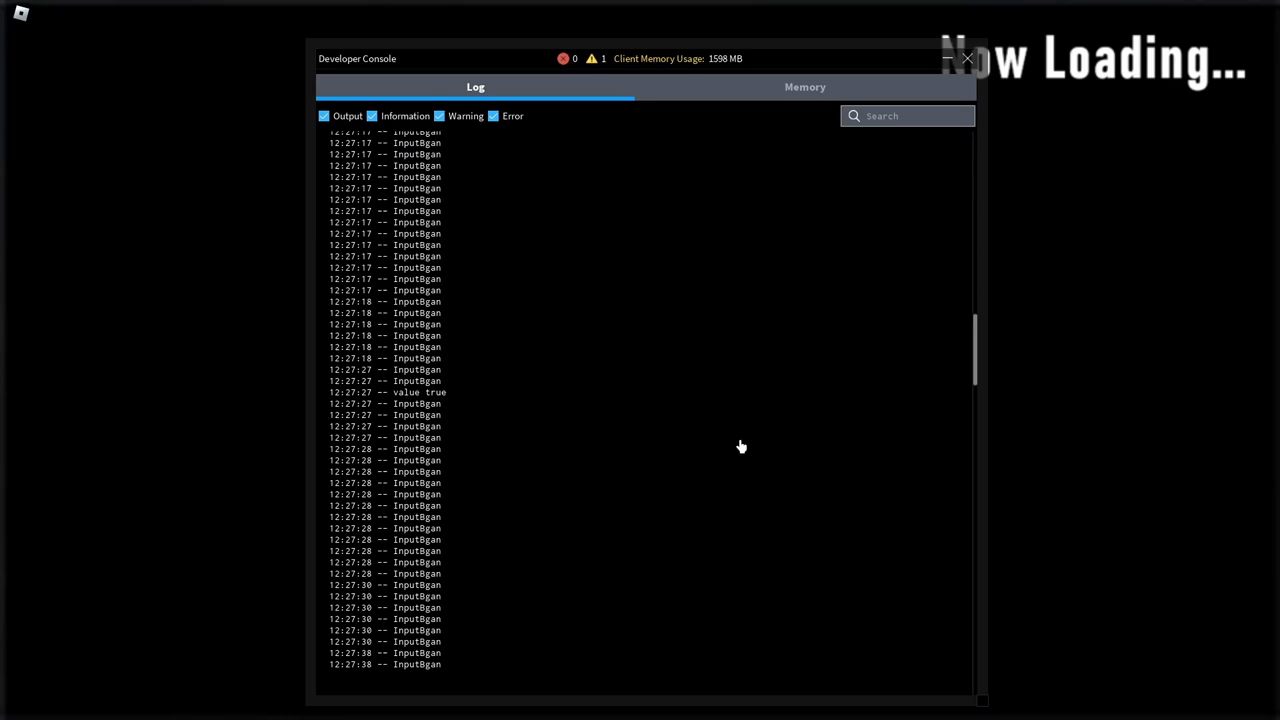 Now Loading...
Developer Console
0
1
Client Memory Usage: 1598 MB
Log
Memory
Output
Information
Warning
Error
Search
12:27:17 -- InputBgan
12:27:17 -- InputBgan
12:27:17 -- InputBgan
12:27:17 -- InputBgan
12:27:17 -- InputBgan
12:27:17 -- InputBgan
12:27:17 -- InputBgan
12:27:17 -- InputBgan
12:27:17 -- InputBgan
12:27:17 -- InputBgan
12:27:17 -- InputBgan
12:27:17 -- InputBgan
12:27:17 -- InputBgan
12:27:17 -- InputBgan
12:27:18 -- InputBgan
12:27:18 -- InputBgan
12:27:18 -- InputBgan
12:27:18 -- InputBgan
12:27:18 -- InputBgan
12:27:18 -- InputBgan
12:27:27 -- InputBgan
12:27:27 -- InputBgan
12:27:27 -- value true
12:27:27 -- InputBgan
12:27:27 -- InputBgan
12:27:27 -- InputBgan
12:27:27 -- InputBgan
12:27:28 -- InputBgan
12:27:28 -- InputBgan
12:27:28 -- InputBgan
12:27:28 -- InputBgan
12:27:28 -- InputBgan
12:27:28 -- InputBgan
12:27:28 -- InputBgan
12:27:28 -- InputBgan
12:27:28 -- InputBgan
12:27:28 -- InputBgan
12:27:28 -- InputBgan
12:27:28 -- InputBgan
12:27:30 -- InputBgan
12:27:30 -- InputBgan
12:27:30 -- InputBgan
12:27:30 -- InputBgan
12:27:30 -- InputBgan
12:27:30 -- InputBgan
12:27:38 -- InputBgan
12:27:38 -- InputBgan